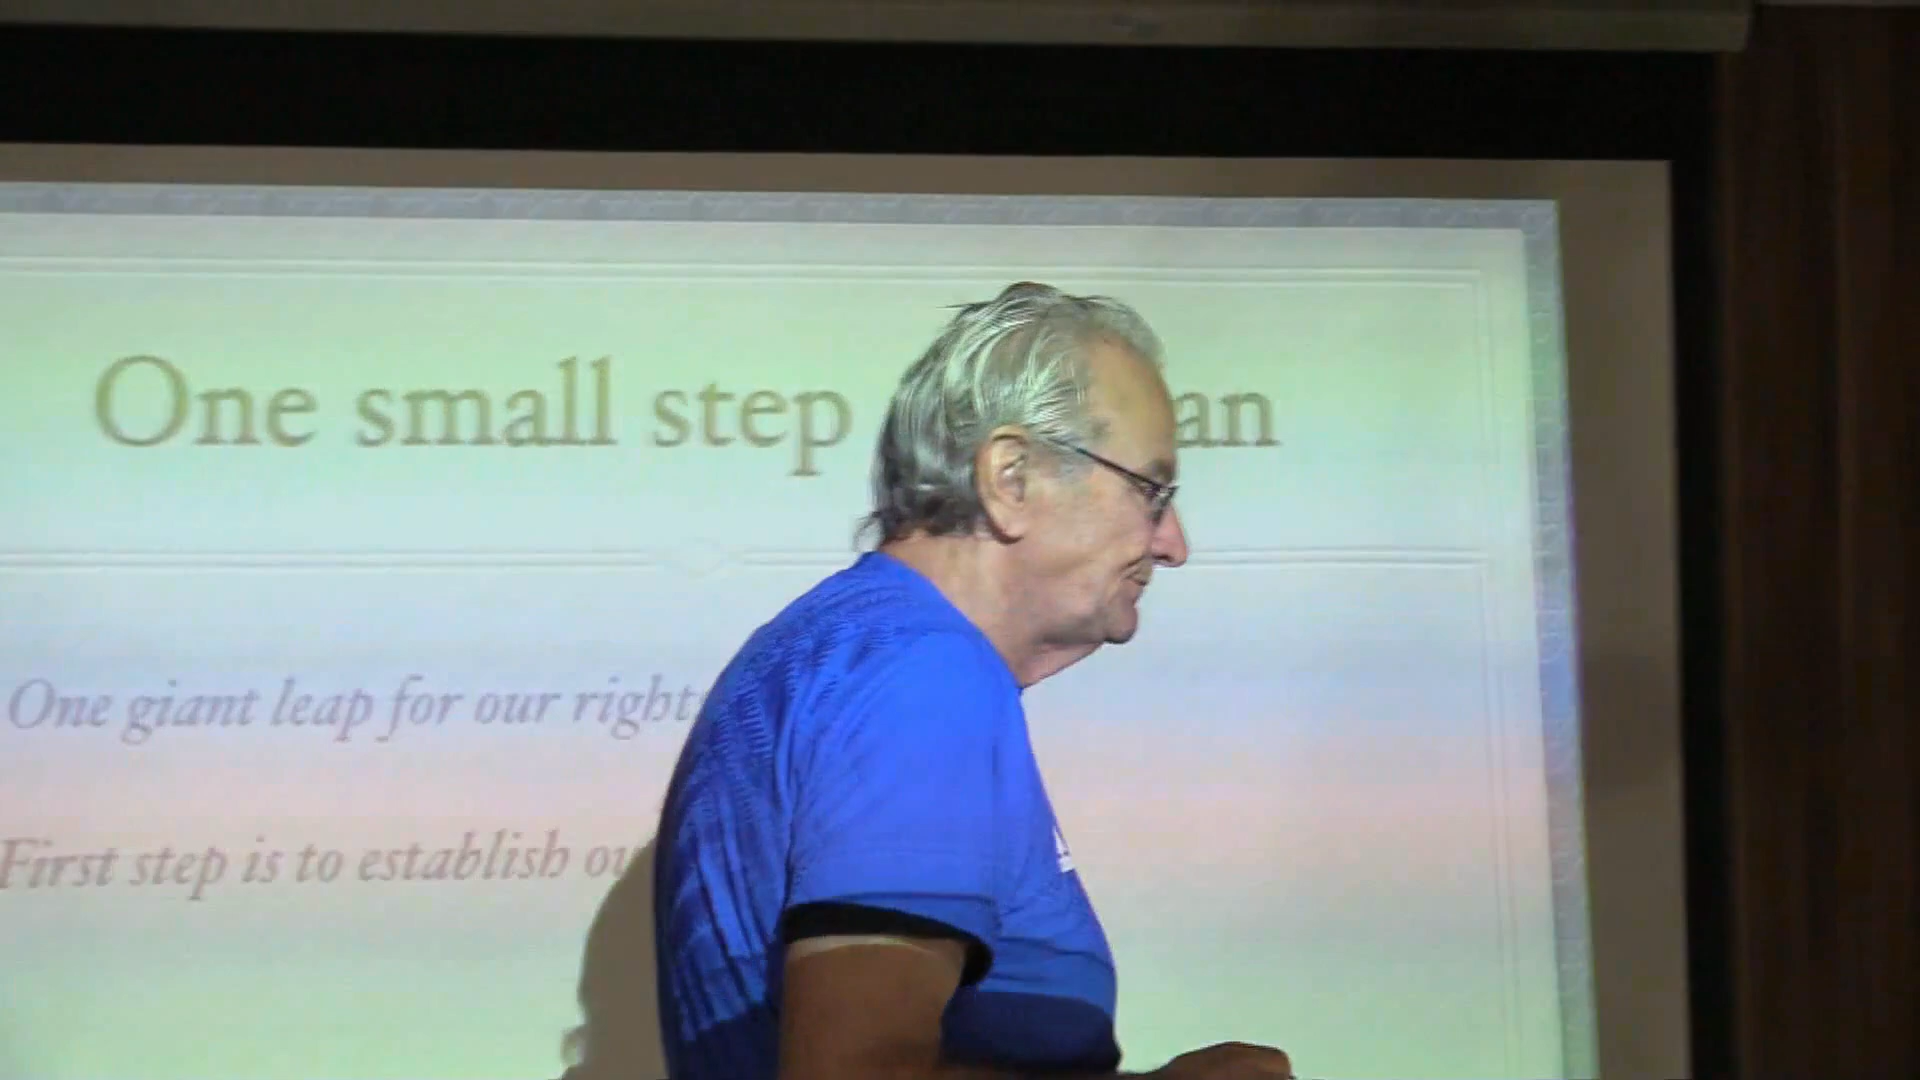 One small step an
One giant leap for our right
First step is to establish ou